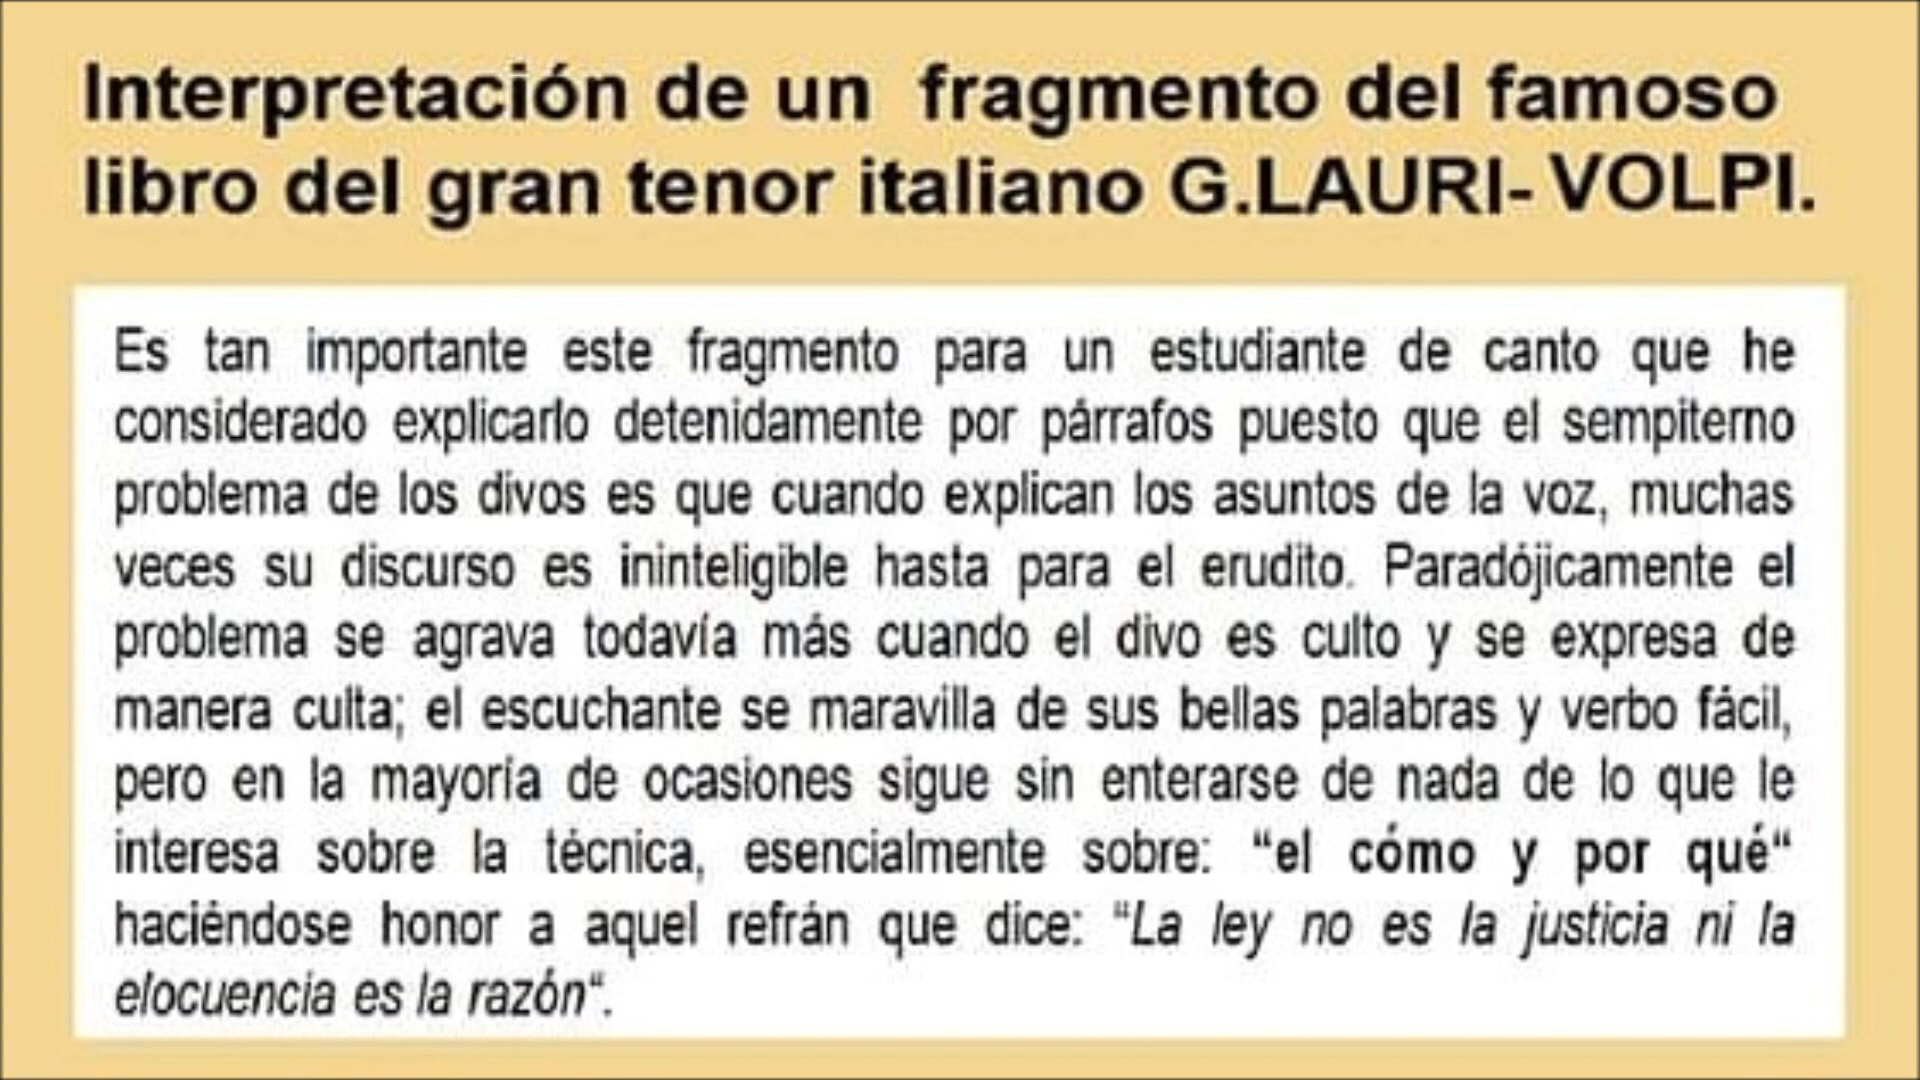 Interpretación de un fragmento del famoso
libro del gran tenor italiano G.LAURI- VOLPI.
Es tan importante este fragmento para un estudiante de canto que he
considerado explicarlo detenidamente por párrafos puesto que el sempiterno
problema de los divos es que cuando explican los asuntos de la voz, muchas
veces su discurso es ininteligible hasta para el erudito. Paradójicamente el
problema se agrava todavía más cuando el divo es culto y se expresa de
manera culta; el escuchante se maravilla de sus bellas palabras y verbo fácil,
pero en la mayoría de ocasiones sigue sin enterarse de nada de lo que le
interesa sobre la técnica, esencialmente sobre: “el cómo y por qué“
haciéndose honor a aquel refrán que dice: “La ley no es la justicia ni la
elocuencia es la razón“.